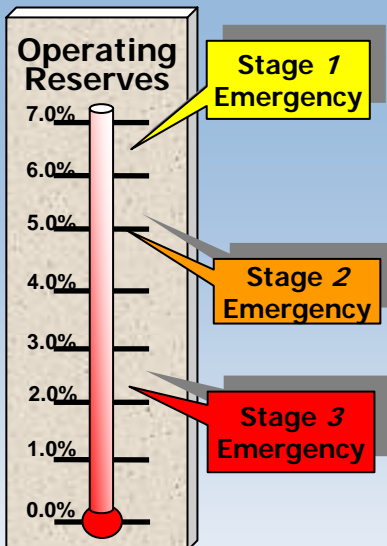 Operating
Reserves
7.0%
6.0%
5.0%
4.0%
3.0%
2.0%
1.0%
0.0%
Stage 1
Emergency
Stage 2
Emergency
Stage 3
Emergency